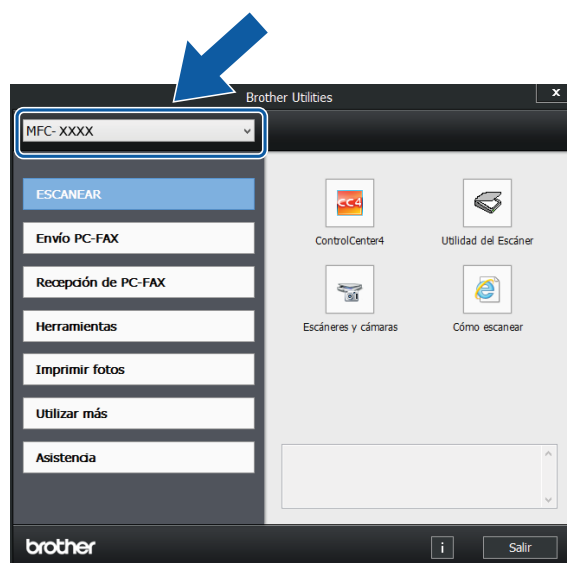 Brother Utilities
x
MFC- XXXX
ESCANEAR
Envío PC-FAX
Recepción de PC-FAX
Herramientas
Imprimir fotos
Utilizar más
Asistencia
CC4
ControlCenter4
Utilidad del Escáner
Escáneres y cámaras
Cómo escanear
brother
i
Salir